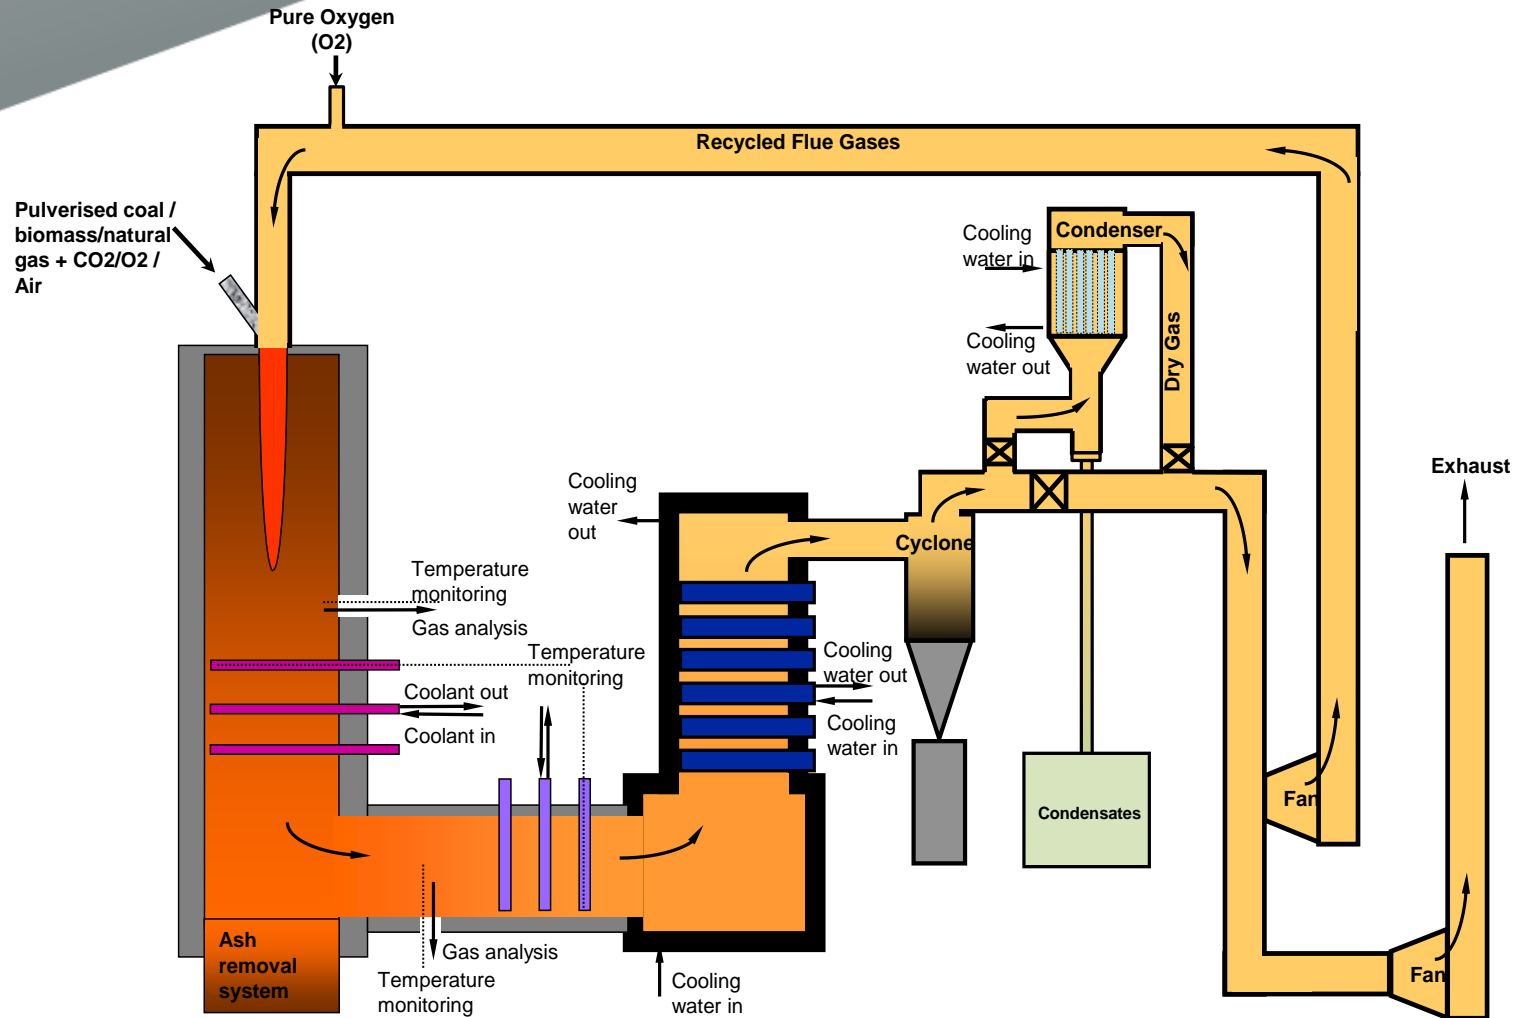 Pure Oxygen
(O2)
Recycled Flue Gases
Pulverised coal /
biomass/natural
gas + CO2/O2 /
Air
Cooling
water in
Condenser
Cooling
water out
Dry Gas
Exhaust
Cooling
water
out
Cyclone
Temperature
monitoring
Gas analysis
Temperature
monitoring
Cooling
water out
Coolant out
Coolant in
Cooling
water in
Fan
Condensates
Ash
removal
system
Gas analysis
Temperature
monitoring
Cooling
water in
Fan